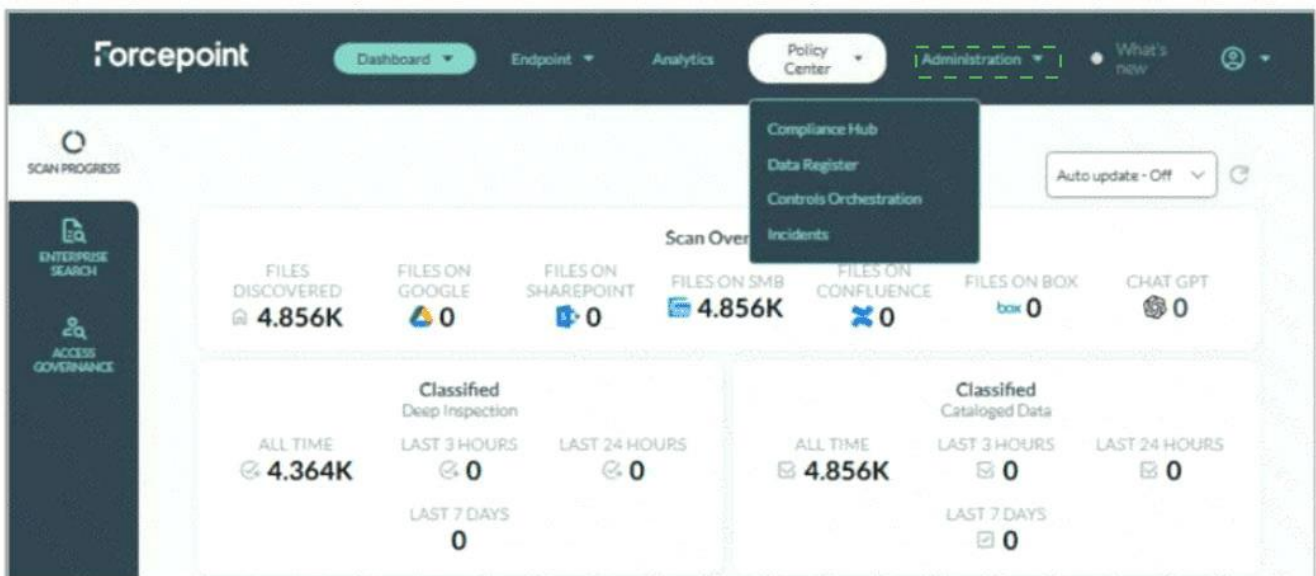 Forcepoint
Dashboard
Endpoint
Analytics
Policy
Center
Administration
What's
new
SCAN PROGRESS
ENTERPRISE
SEARCH
ACCESS
GOVERNANCE
Compliance Hub
Data Register
Controls Orchestration
Incidents
Auto update - Off
Scan Over
FILES
DISCOVERED
4.856K
FILES ON
GOOGLE
0
FILES ON
SHAREPOINT
0
FILES ON SMB
4.856K
FILES ON
CONFLUENCE
0
FILES ON BOX
box 0
CHAT GPT
0
Classified
Deep Inspection
ALL TIME
4.364K
LAST 3 HOURS
0
LAST 24 HOURS
0
LAST 7 DAYS
0
Classified
Cataloged Data
ALL TIME
4.856K
LAST 3 HOURS
0
LAST 24 HOURS
0
LAST 7 DAYS
0